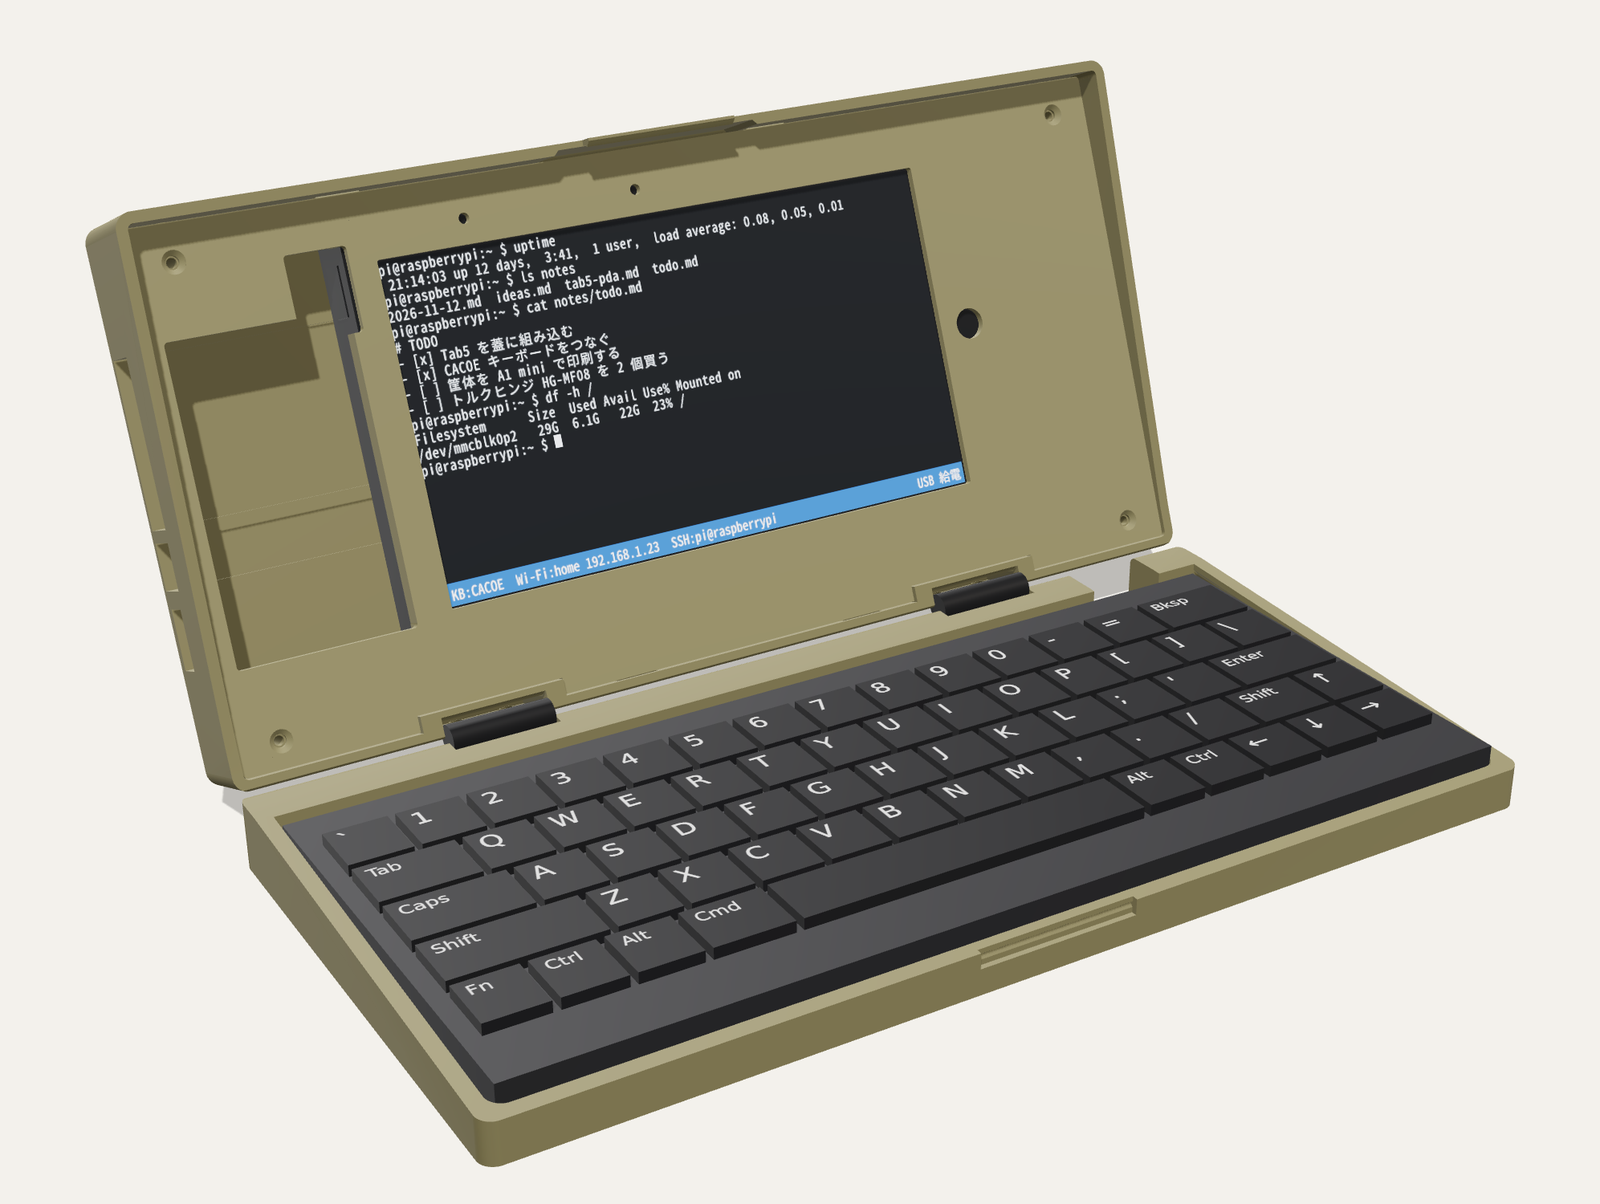 pi@raspberrypi:~ $ uptime
21:14:03 up 12 days,  3:41,  1 user,  load average: 0.08, 0.05, 0.01
pi@raspberrypi:~ $ ls notes
2026-11-12.md  ideas.md  tab5-pda.md  todo.md
pi@raspberrypi:~ $ cat notes/todo.md
# TODO
- [x] Tab5 を蓋に組み込む
- [x] CACOE キーボードをつなぐ
- [ ] 筐体を A1 mini で印刷する
- [ ] トルクヒンジ HG-MF08 を 2 個買う
pi@raspberrypi:~ $ df -h /
Filesystem      Size  Used Avail Use% Mounted on
/dev/mmcblk0p2   29G  6.1G   22G  23% /
pi@raspberrypi:~ $
KB:CACOE  Wi-Fi:home 192.168.1.23  SSH:pi@raspberrypi  USB 給電
` 1 2 3 4 5 6 7 8 9 0 - = Bksp
Tab Q W E R T Y U I O P [ ] \
Caps A S D F G H J K L ; ' Enter
Shift Z X C V B N M , . / Shift ↑
Fn Ctrl Alt Cmd Alt Ctrl ← ↓ →